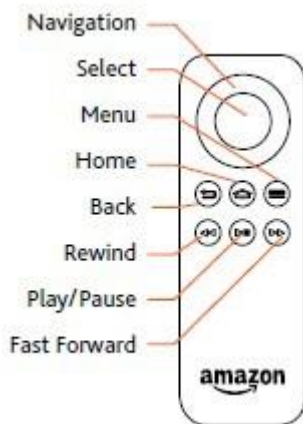 Navigation
Select
Menu
Home
Back
Rewind
Play/Pause
Fast Forward
amazon